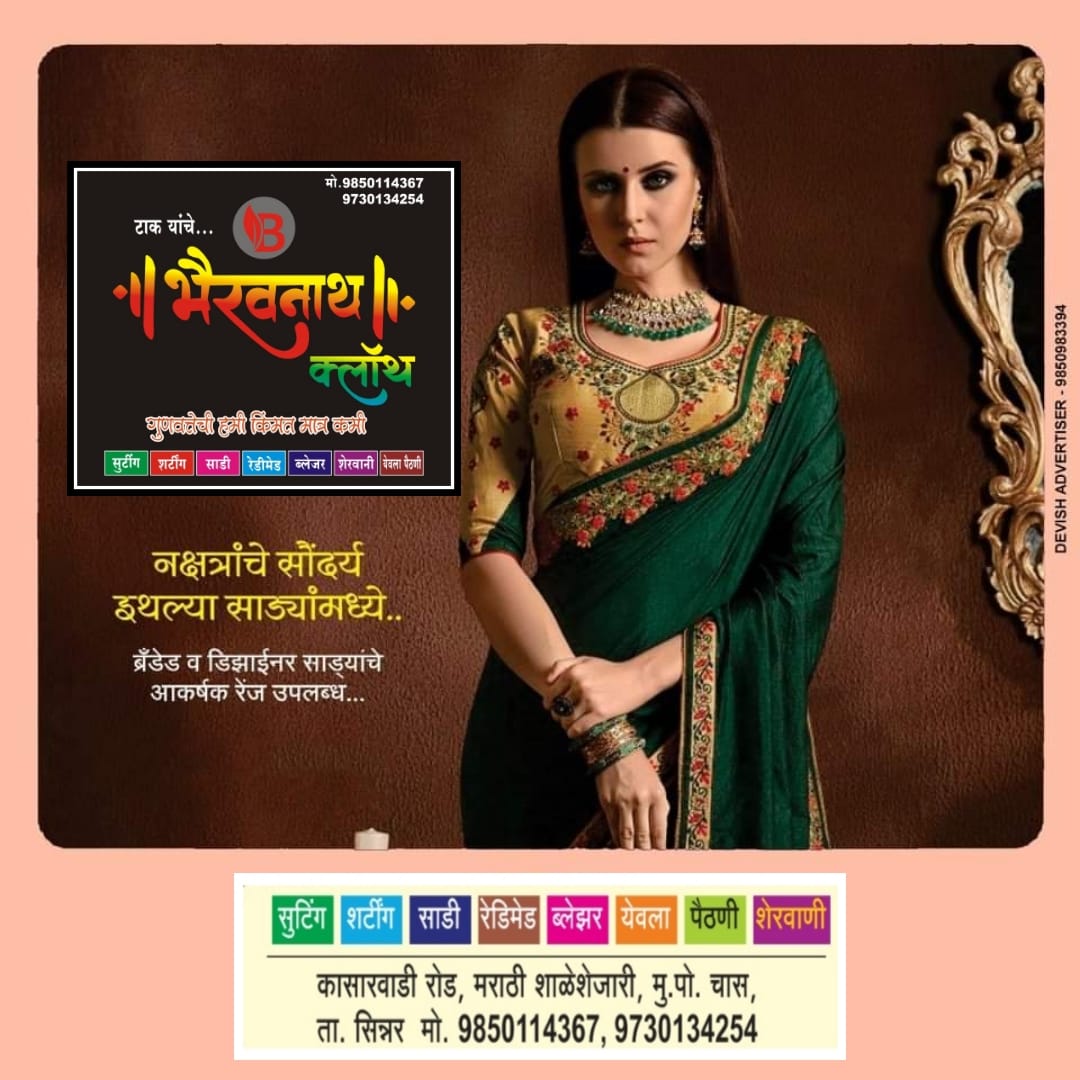 मो.9850114367
9730134254
टाक यांचे...
B
भैरवनाथ
क्लॉथ
गुणवत्तेची हमी किंमत मात्र कमी
सुटींग शर्टींग साडी रेडीमेड ब्लेजर शेरवानी येवला पैठणी
नक्षत्रांचे सौंदर्य
इथल्या साड्यांमध्ये..
ब्रँडेड व डिझाईनर साड्यांचे
आकर्षक रेंज उपलब्ध...
DEVISH ADVERTISER - 9850983394
सुटिंग शर्टींग साडी रेडिमेड ब्लेझर येवला पैठणी शेरवाणी
कासारवाडी रोड, मराठी शाळेशेजारी, मु.पो. चास,
ता. सिन्नर मो. 9850114367, 9730134254